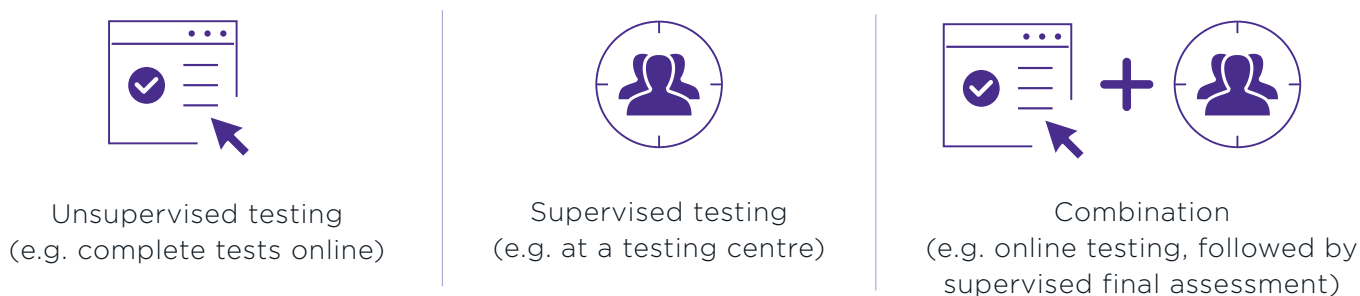 Unsupervised testing
(e.g. complete tests online)
Supervised testing
(e.g. at a testing centre)
Combination
(e.g. online testing, followed by
supervised final assessment)